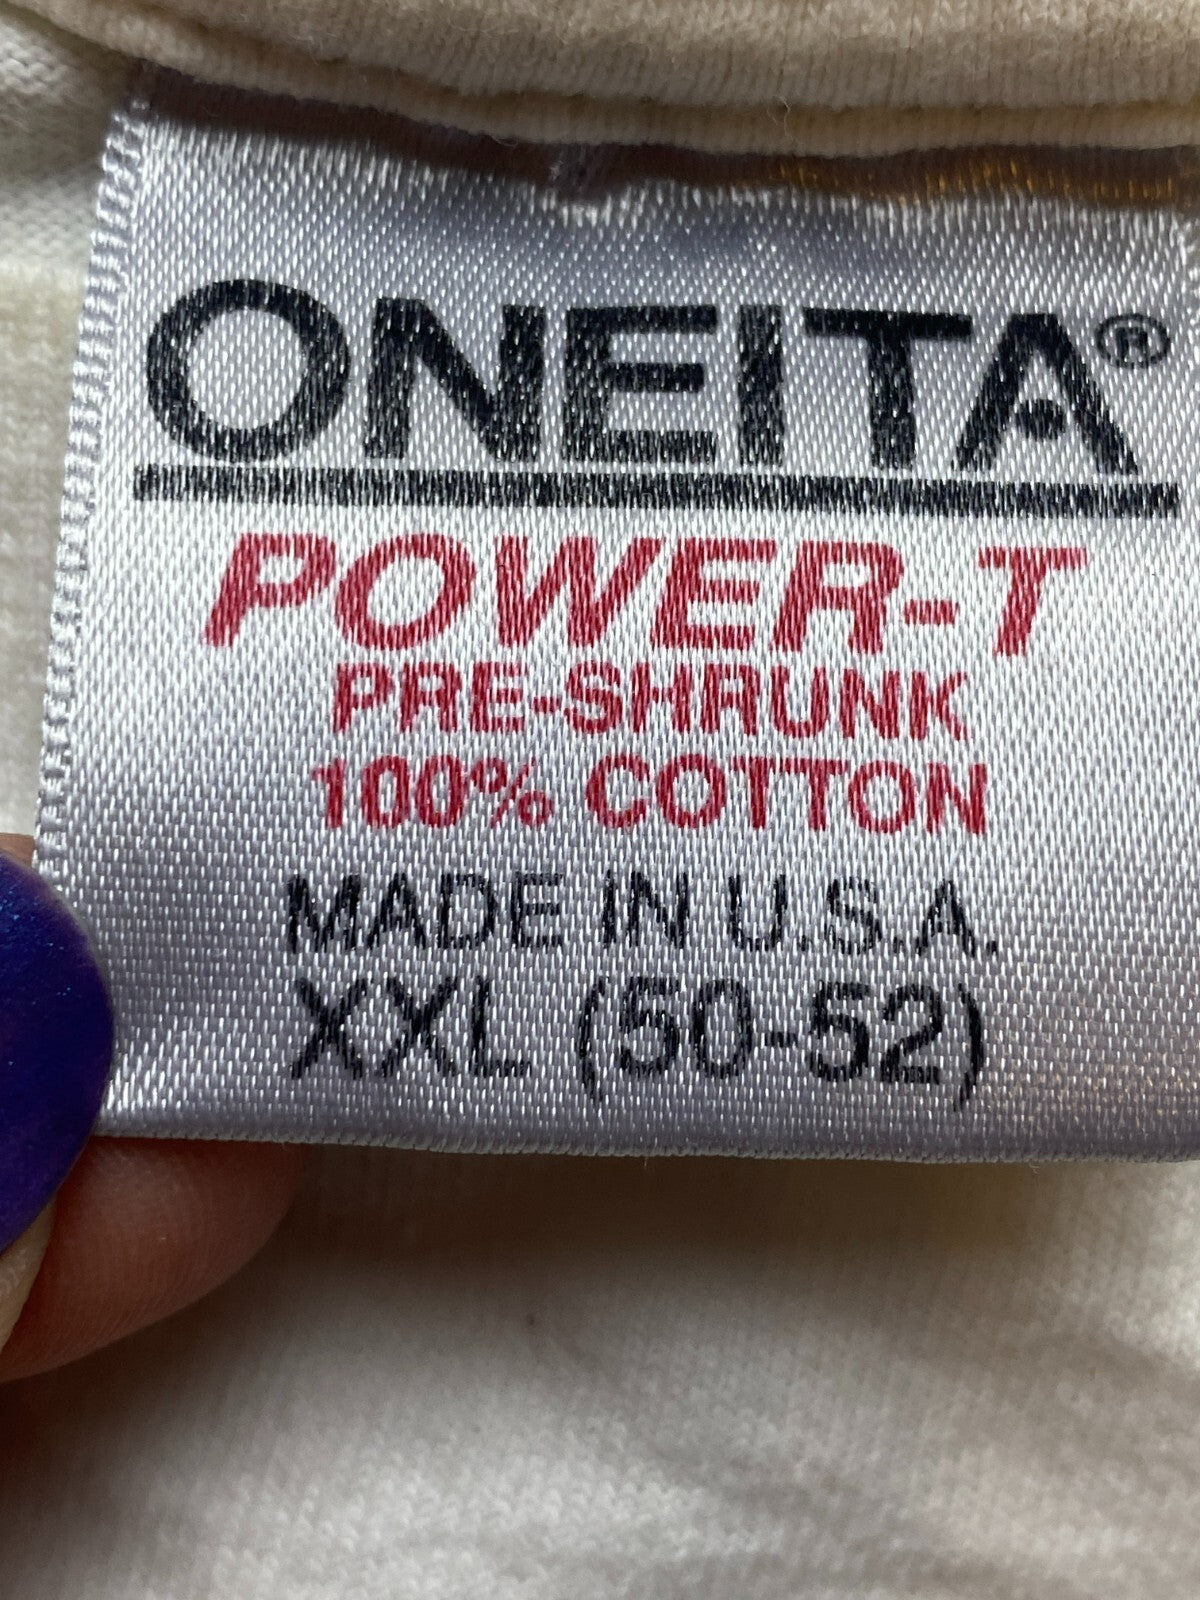 ONEITA®
POWER-T
PRE-SHRUNK
100% COTTON
MADE IN U.S.A.
XXL (50-52)